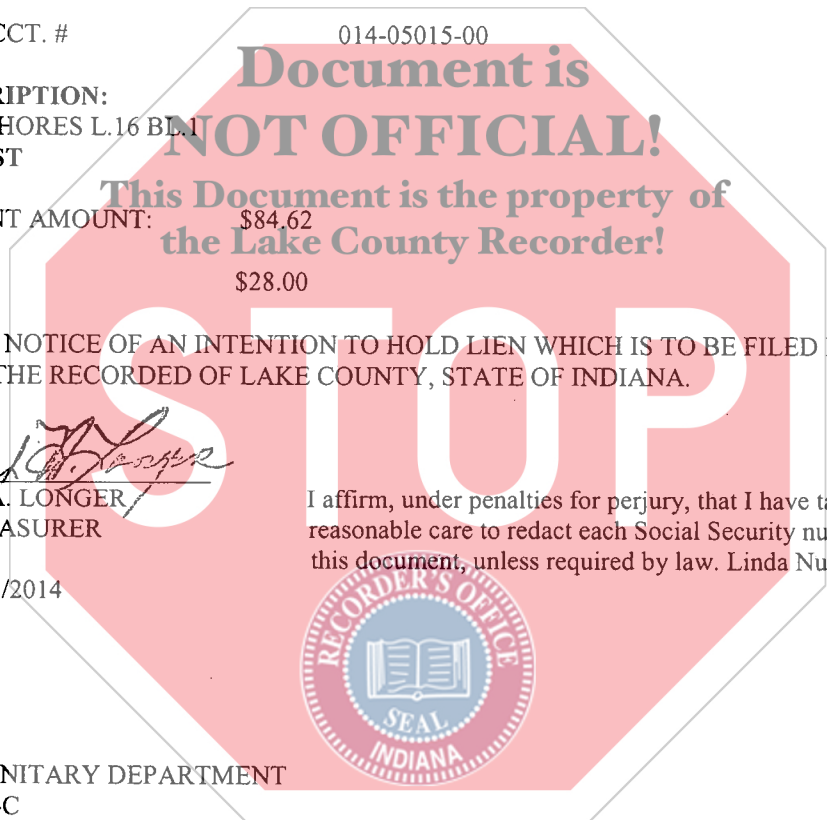 CCT. # 014-05015-00
Document is
RIPTION:
HORES L.16 BL.1
NOT OFFICIAL!
ST
This Document is the property of
NT AMOUNT: $84.62
the Lake County Recorder!
$28.00
NOTICE OF AN INTENTION TO HOLD LIEN WHICH IS TO BE FILED
THE RECORDED OF LAKE COUNTY, STATE OF INDIANA.
STOP
A. LONGER
ASURER
I affirm, under penalties for perjury, that I have ta
reasonable care to redact each Social Security nu
this document, unless required by law. Linda Nu
/2014
RECORDER'S OFFICE
SEAL
INDIANA
NITARY DEPARTMENT
C